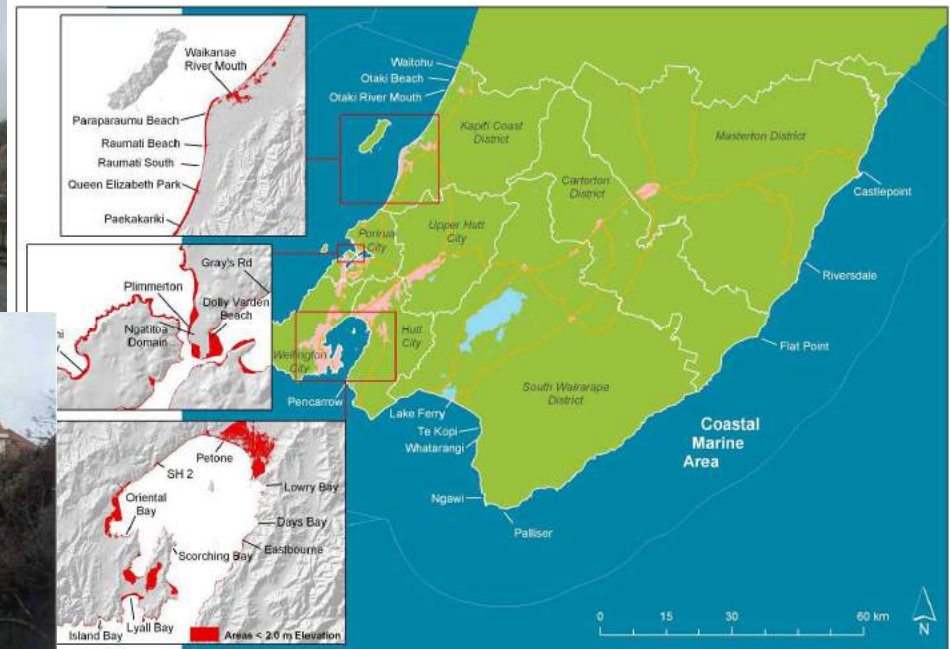 Waikanae
River Mouth
Paraparaumu Beach
Raumati Beach
Raumati South
Queen Elizabeth Park
Paekakariki
Gray's Rd
Plimmerton
Dolly Varden
Beach
Ngatitoa
Domain
Petone
SH 2
Lowry Bay
Oriental
Bay
Days Bay
Eastbourne
Scorching Bay
Lyall Bay
Island Bay
Areas < 2.0 m Elevation
Waitohu
Otaki Beach
Otaki River Mouth
Kapiti Coast
District
Masterton District
Carterton
District
Castlepoint
Upper Hutt
City
Porirua
City
Riversdale
Hutt
City
Flat Point
Wellington
City
South Wairarapa
District
Pencarrow
Lake Ferry
Te Kopi
Whatarangi
Coastal
Marine
Area
Ngawi
Palliser
0 15 30 60 km
N